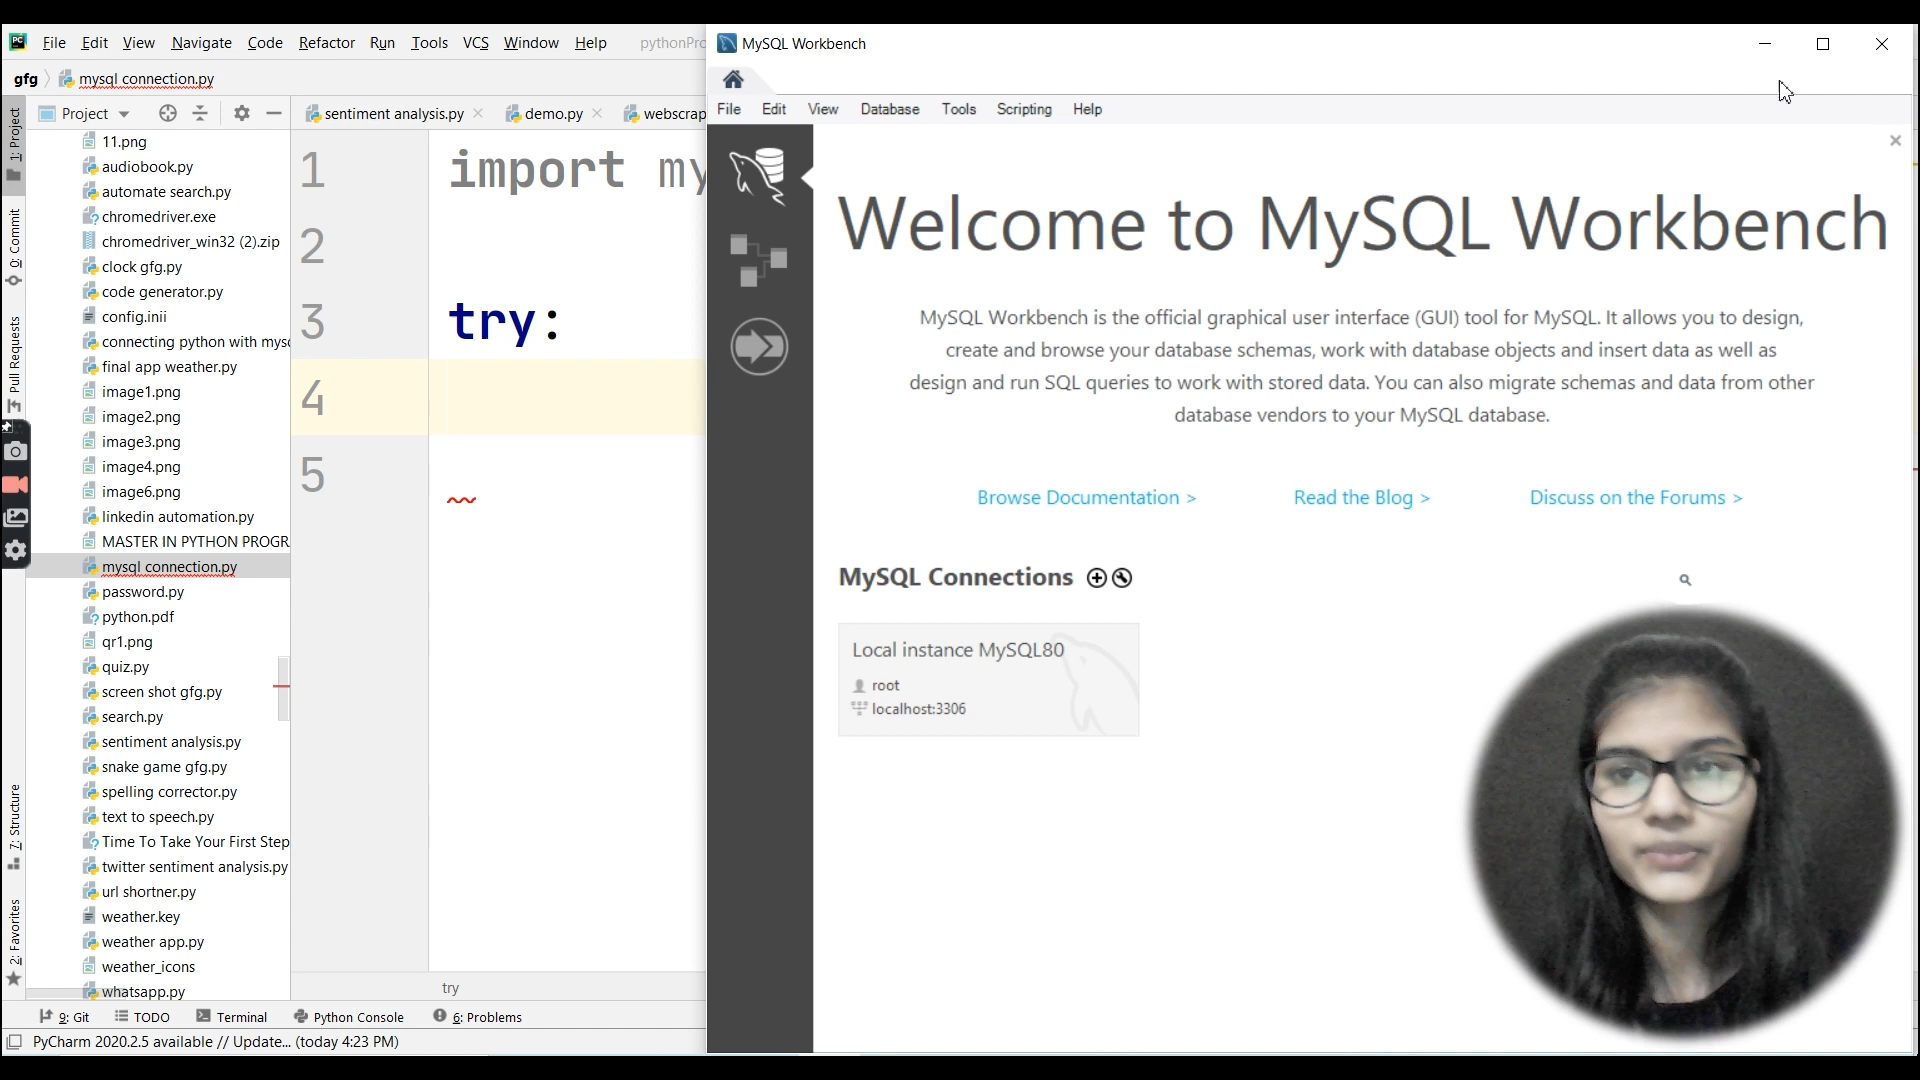 File Edit View Navigate Code Refactor Run Tools VCS Window Help pythonPro
gfg mysql connection.py
Project
sentiment analysis.py demo.py webscrap
1: Project
0: Commit
Pull Requests
7: Structure
2: Favorites
11.png
audiobook.py
automate search.py
chromedriver.exe
chromedriver_win32 (2).zip
clock gfg.py
code generator.py
config.inii
connecting python with mysc
final app weather.py
image1.png
image2.png
image3.png
image4.png
image6.png
linkedin automation.py
MASTER IN PYTHON PROGR
mysql connection.py
password.py
python.pdf
qr1.png
quiz.py
screen shot gfg.py
search.py
sentiment analysis.py
snake game gfg.py
spelling corrector.py
text to speech.py
Time To Take Your First Step
twitter sentiment analysis.py
url shortner.py
weather.key
weather app.py
weather_icons
whatsapp.py
1 import my
2
3 try:
4
5
try
9: Git TODO Terminal Python Console 6: Problems
PyCharm 2020.2.5 available // Update... (today 4:23 PM)
MySQL Workbench
File Edit View Database Tools Scripting Help
Welcome to MySQL Workbench
MySQL Workbench is the official graphical user interface (GUI) tool for MySQL. It allows you to design,
create and browse your database schemas, work with database objects and insert data as well as
design and run SQL queries to work with stored data. You can also migrate schemas and data from other
database vendors to your MySQL database.
Browse Documentation > Read the Blog > Discuss on the Forums >
MySQL Connections
Local instance MySQL80
root
localhost:3306